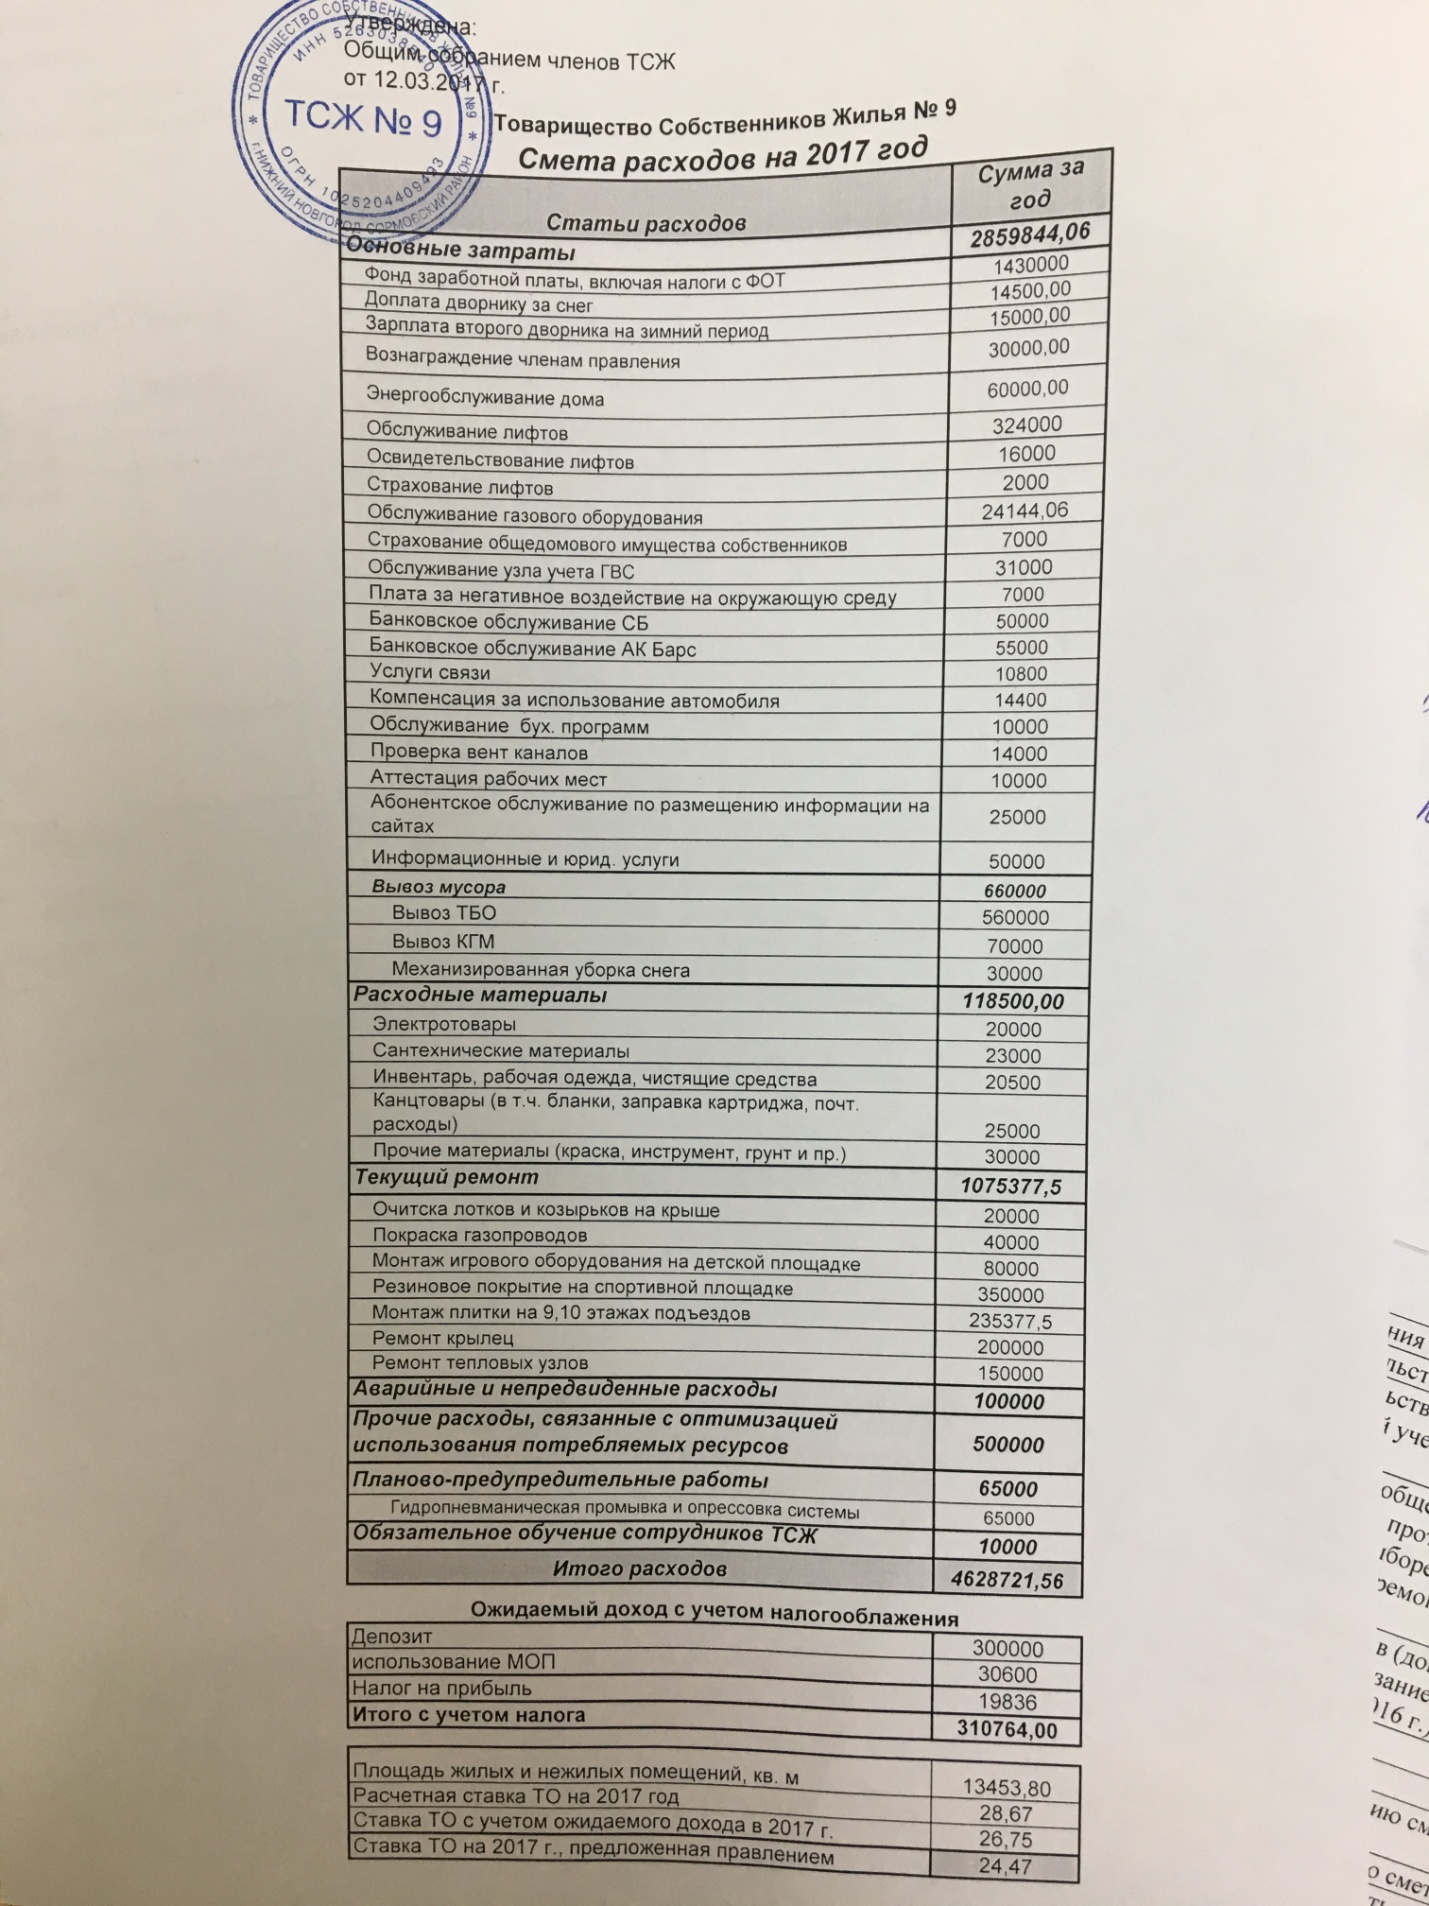 Утверждена:
Общим собранием членов ТСЖ
от 12.03.2017 г.
ТОВАРИЩЕСТВО СОБСТВЕННИКОВ ЖИЛЬЯ №9
г.НИЖНИЙ НОВГОРОД СОРМОВСКИЙ РАЙОН
ИНН
ОГРН
ТСЖ № 9
Товарищество Собственников Жилья № 9
Смета расходов на 2017 год
Статьи расходов Сумма за
год
Основные затраты 2859844,06
Фонд заработной платы, включая налоги с ФОТ 1430000
Доплата дворнику за снег 14500,00
Зарплата второго дворника на зимний период 15000,00
Вознаграждение членам правления 30000,00
Энергообслуживание дома 60000,00
Обслуживание лифтов 324000
Освидетельствование лифтов 16000
Страхование лифтов 2000
Обслуживание газового оборудования 24144,06
Страхование общедомового имущества собственников 7000
Обслуживание узла учета ГВС 31000
Плата за негативное воздействие на окружающую среду 7000
Банковское обслуживание СБ 50000
Банковское обслуживание АК Барс 55000
Услуги связи 10800
Компенсация за использование автомобиля 14400
Обслуживание бух. программ 10000
Проверка вент каналов 14000
Аттестация рабочих мест 10000
Абонентское обслуживание по размещению информации на
сайтах 25000
Информационные и юрид. услуги 50000
Вывоз мусора 660000
Вывоз ТБО 560000
Вывоз КГМ 70000
Механизированная уборка снега 30000
Расходные материалы 118500,00
Электротовары 20000
Сантехнические материалы 23000
Инвентарь, рабочая одежда, чистящие средства 20500
Канцтовары (в т.ч. бланки, заправка картриджа, почт.
расходы) 25000
Прочие материалы (краска, инструмент, грунт и пр.) 30000
Текущий ремонт 1075377,5
Очитска лотков и козырьков на крыше 20000
Покраска газопроводов 40000
Монтаж игрового оборудования на детской площадке 80000
Резиновое покрытие на спортивной площадке 350000
Монтаж плитки на 9,10 этажах подъездов 235377,5
Ремонт крылец 200000
Ремонт тепловых узлов 150000
Аварийные и непредвиденные расходы 100000
Прочие расходы, связанные с оптимизацией
использования потребляемых ресурсов 500000
Планово-предупредительные работы 65000
Гидропневманическая промывка и опрессовка системы 65000
Обязательное обучение сотрудников ТСЖ 10000
Итого расходов 4628721,56
Ожидаемый доход с учетом налогооблажения
Депозит 300000
использование МОП 30600
Налог на прибыль 19836
Итого с учетом налога 310764,00
Площадь жилых и нежилых помещений, кв. м 13453,80
Расчетная ставка ТО на 2017 год 28,67
Ставка ТО с учетом ожидаемого дохода в 2017 г. 26,75
Ставка ТО на 2017 г., предложенная правлением 24,47